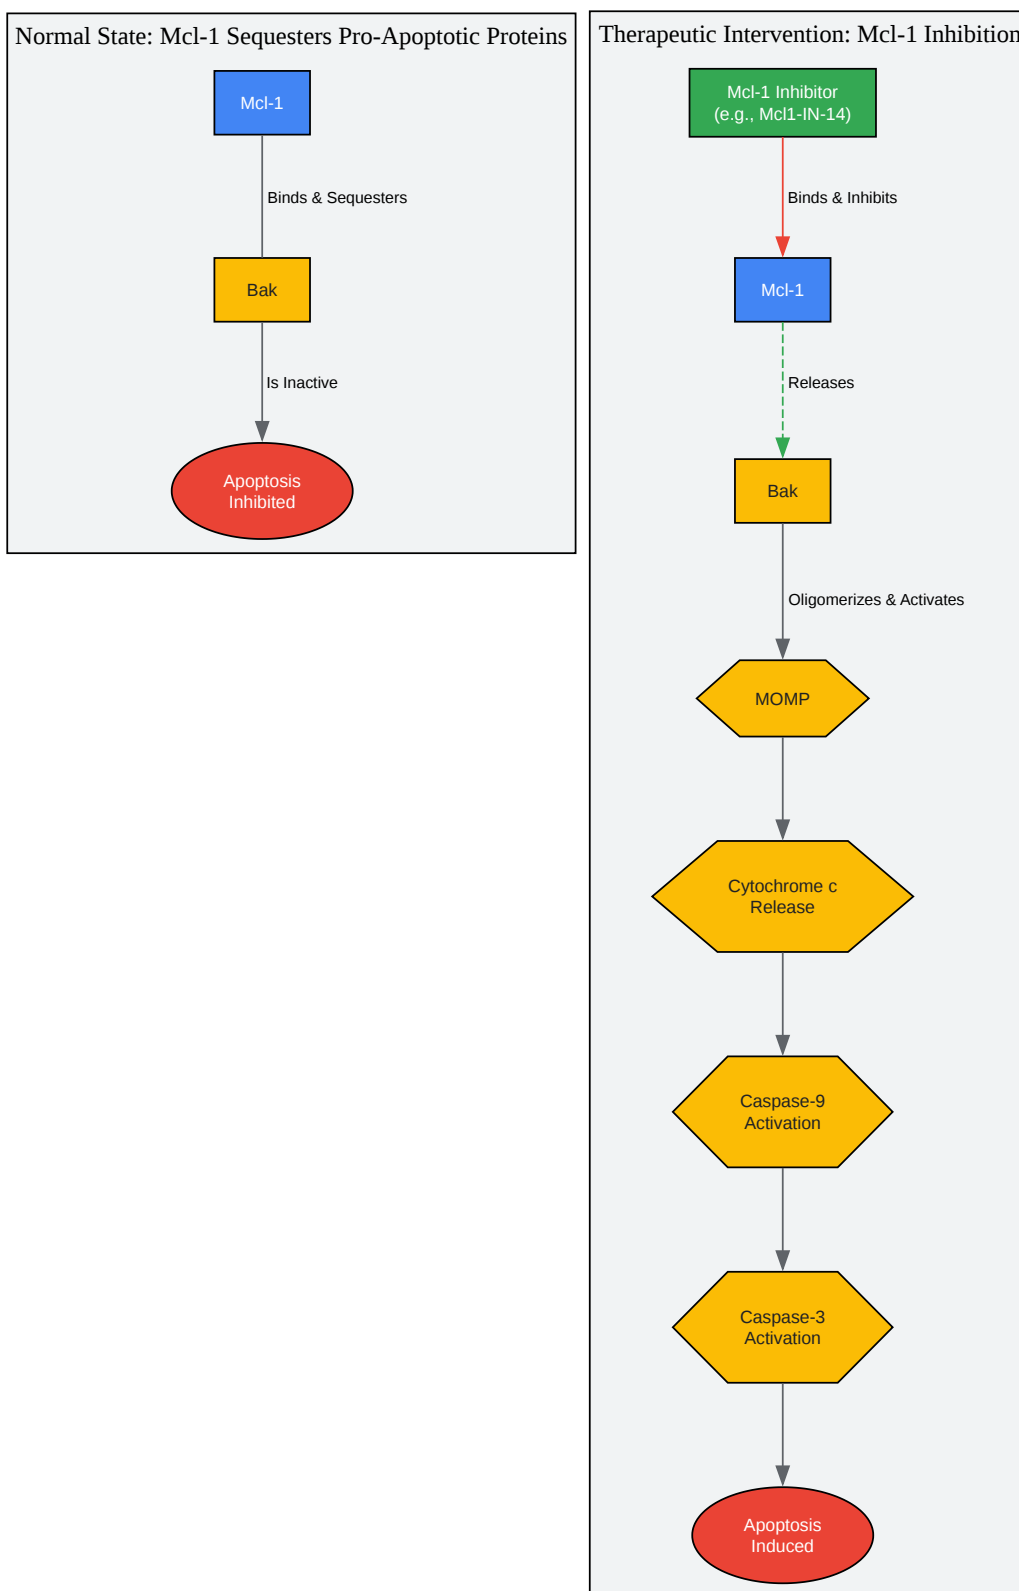 Normal State: Mcl-1 Sequesters Pro-Apoptotic Proteins
Mcl-1
Binds & Sequesters
Bak
Is Inactive
Apoptosis
Inhibited
Therapeutic Intervention: Mcl-1 Inhibition
Mcl-1 Inhibitor
(e.g., Mcl1-IN-14)
Binds & Inhibits
Mcl-1
Releases
Bak
Oligomerizes & Activates
MOMP
Cytochrome c
Release
Caspase-9
Activation
Caspase-3
Activation
Apoptosis
Induced